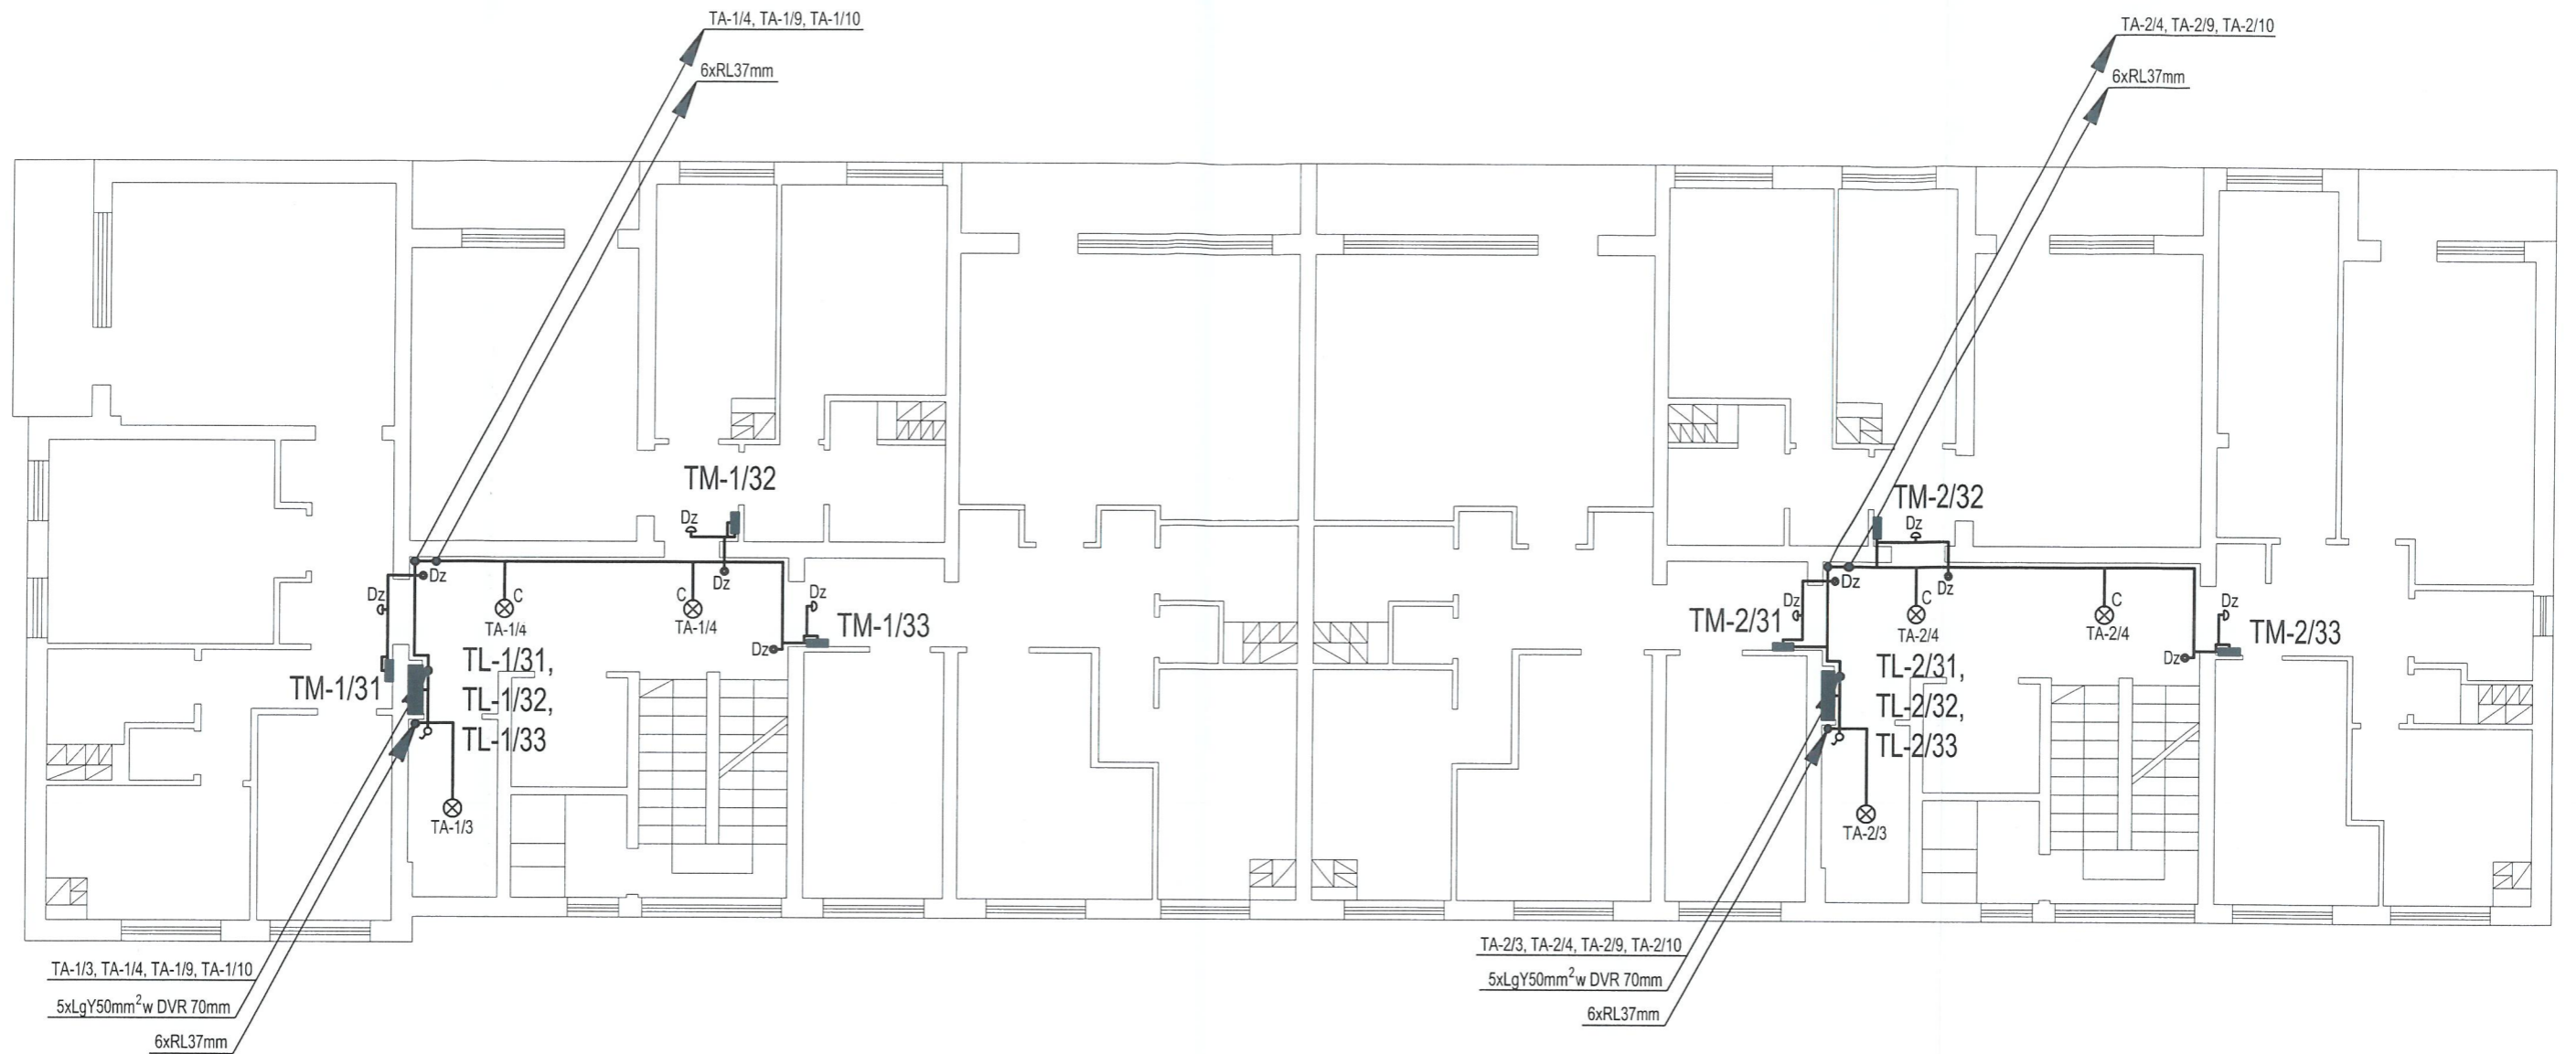 TA-1/4, TA-1/9, TA-1/10
6xRL37mm
TA-2/4, TA-2/9, TA-2/10
6xRL37mm
TM-1/32
Dz
Dz
Dz
Dz
C
TA-1/4
C
TA-1/4
Dz
Dz
TM-1/33
TM-1/31
TL-1/31,
TL-1/32,
TL-1/33
TA-1/3
TA-1/3, TA-1/4, TA-1/9, TA-1/10
5xLgY50mm²w DVR 70mm
6xRL37mm
TM-2/32
Dz
Dz
Dz
Dz
C
TA-2/4
C
TA-2/4
Dz
Dz
TM-2/31
TM-2/33
TL-2/31,
TL-2/32,
TL-2/33
TA-2/3
TA-2/3, TA-2/4, TA-2/9, TA-2/10
5xLgY50mm²w DVR 70mm
6xRL37mm